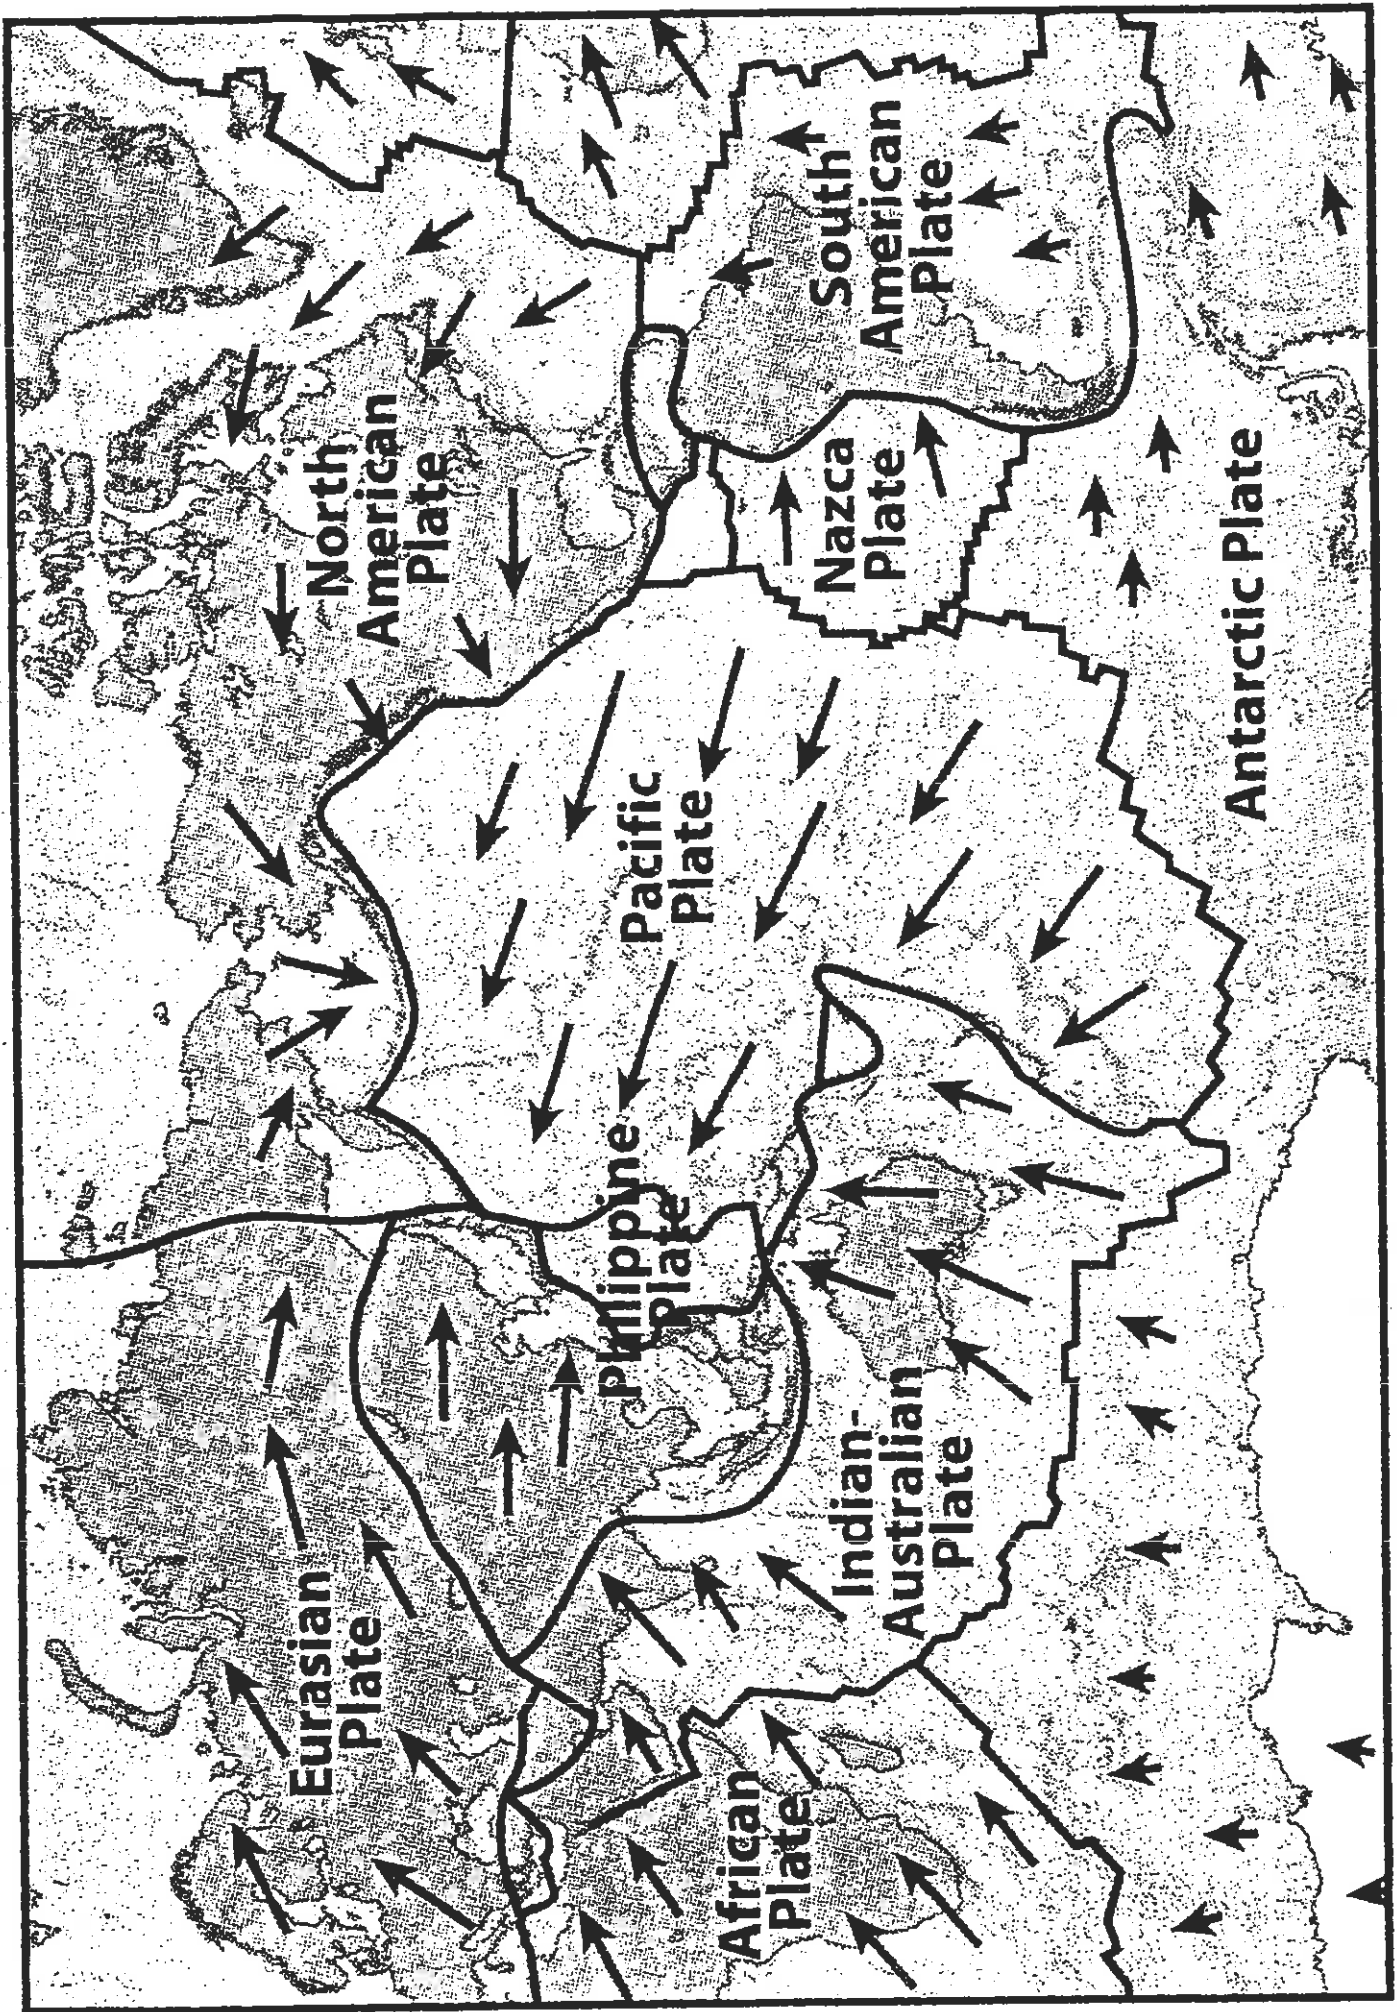 Eurasian
Plate
North
American
Plate
Philippine
Plate
Pacific
Plate
African
Plate
Indian-
Australian
Plate
Nazca
Plate
South
American
Plate
Antarctic Plate